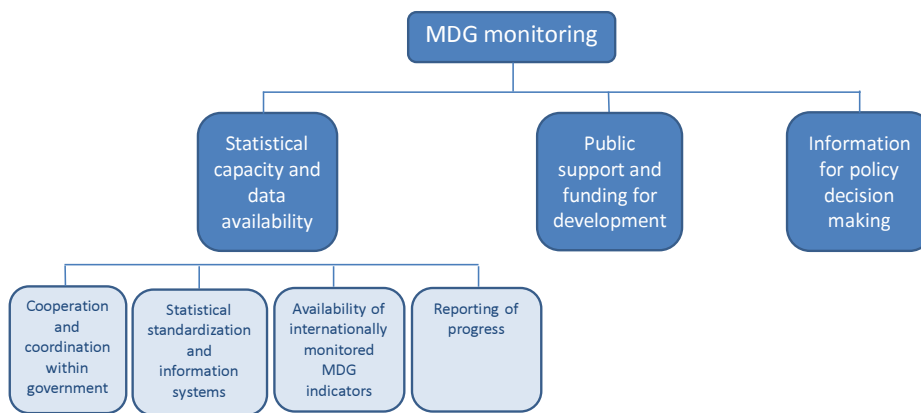 MDG monitoring
Statistical
capacity and
data
availability
Public
support and
funding for
development
Information
for policy
decision
making
Cooperation
and
coordination
within
government
Statistical
standardization
and
information
systems
Availability of
internationally
monitored
MDG
indicators
Reporting of
progress